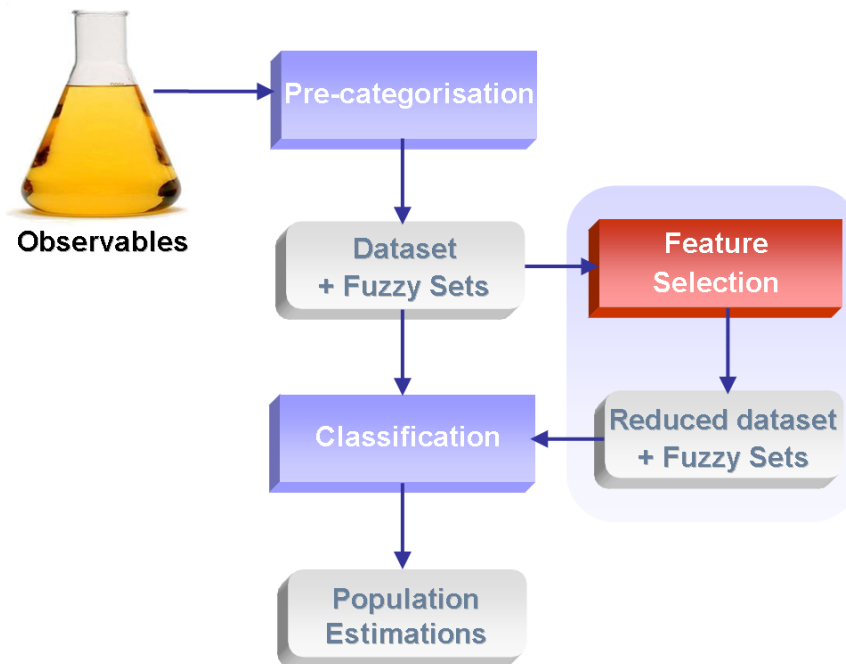 Pre-categorisation
Observables
Dataset
+ Fuzzy Sets
Feature
Selection
Classification
Reduced dataset
+ Fuzzy Sets
Population
Estimations